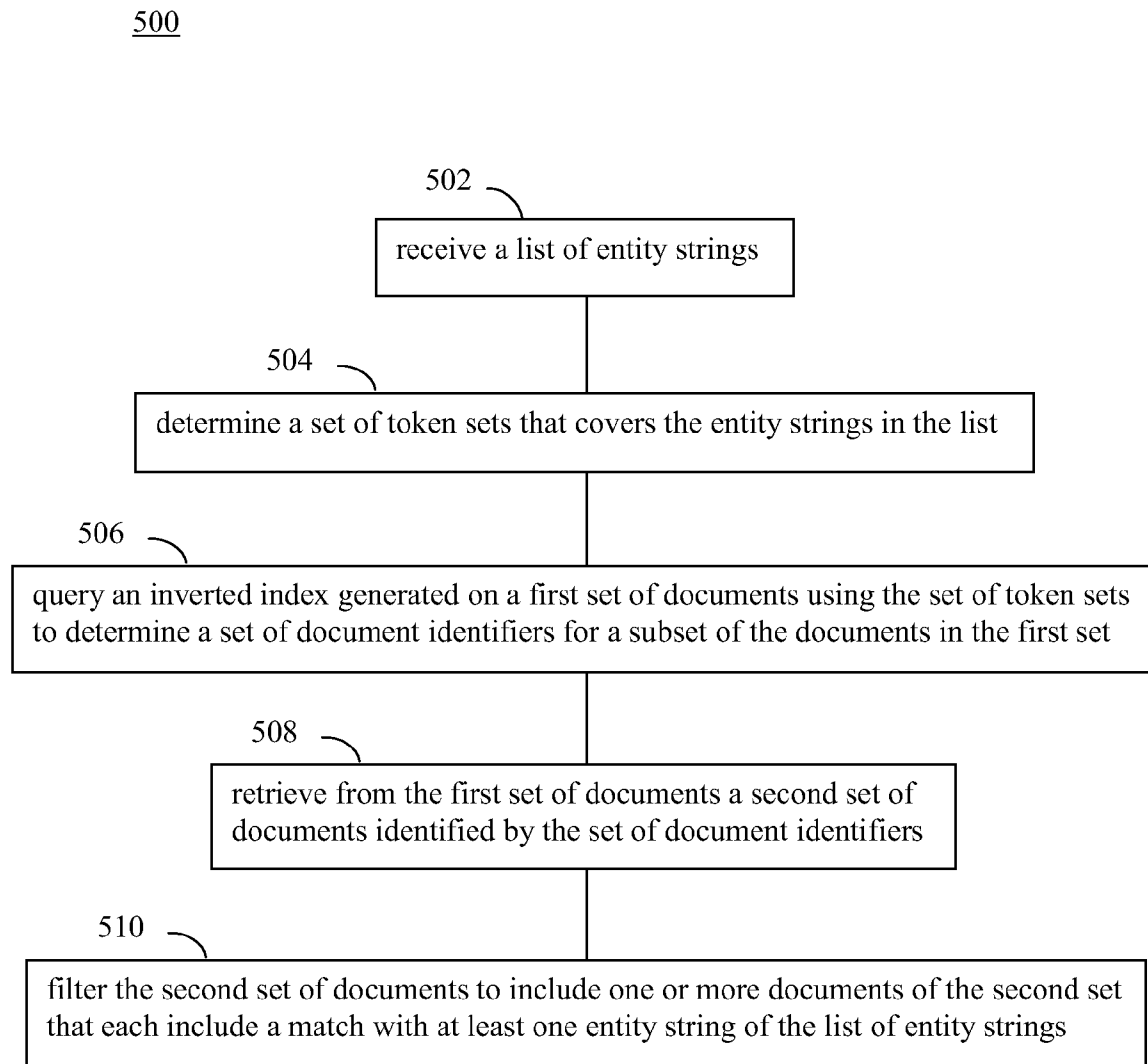 500
502
receive a list of entity strings
504
determine a set of token sets that covers the entity strings in the list
506
query an inverted index generated on a first set of documents using the set of token sets
to determine a set of document identifiers for a subset of the documents in the first set
508
retrieve from the first set of documents a second set of
documents identified by the set of document identifiers
510
filter the second set of documents to include one or more documents of the second set
that each include a match with at least one entity string of the list of entity strings